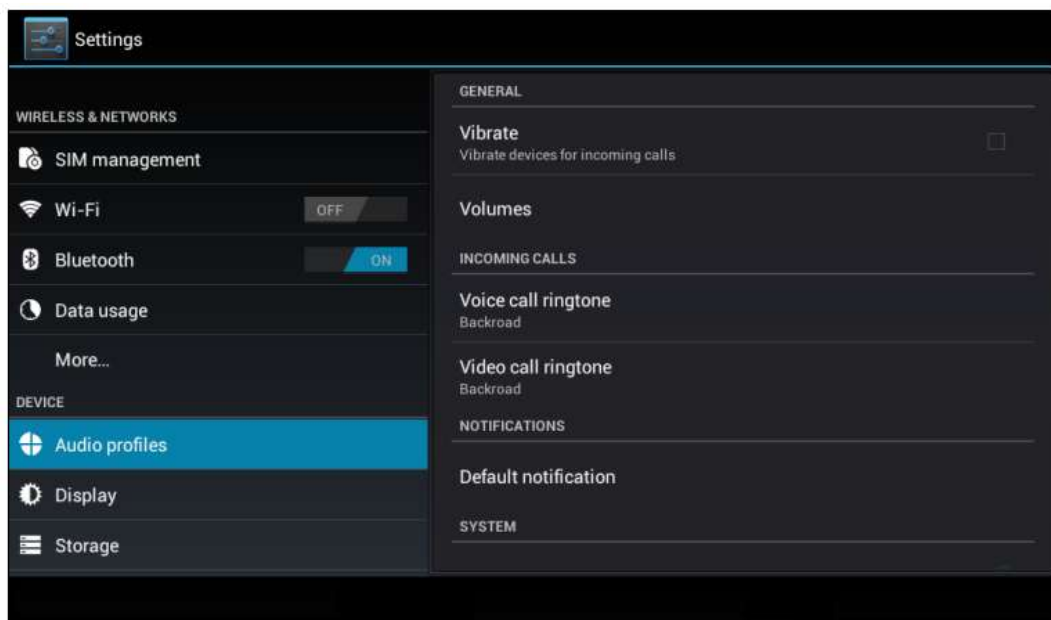 Settings
WIRELESS & NETWORKS
SIM management
Wi-Fi
OFF
Bluetooth
ON
Data usage
More...
DEVICE
Audio profiles
Display
Storage
GENERAL
Vibrate
Vibrate devices for incoming calls
Volumes
INCOMING CALLS
Voice call ringtone
Backroad
Video call ringtone
Backroad
NOTIFICATIONS
Default notification
SYSTEM